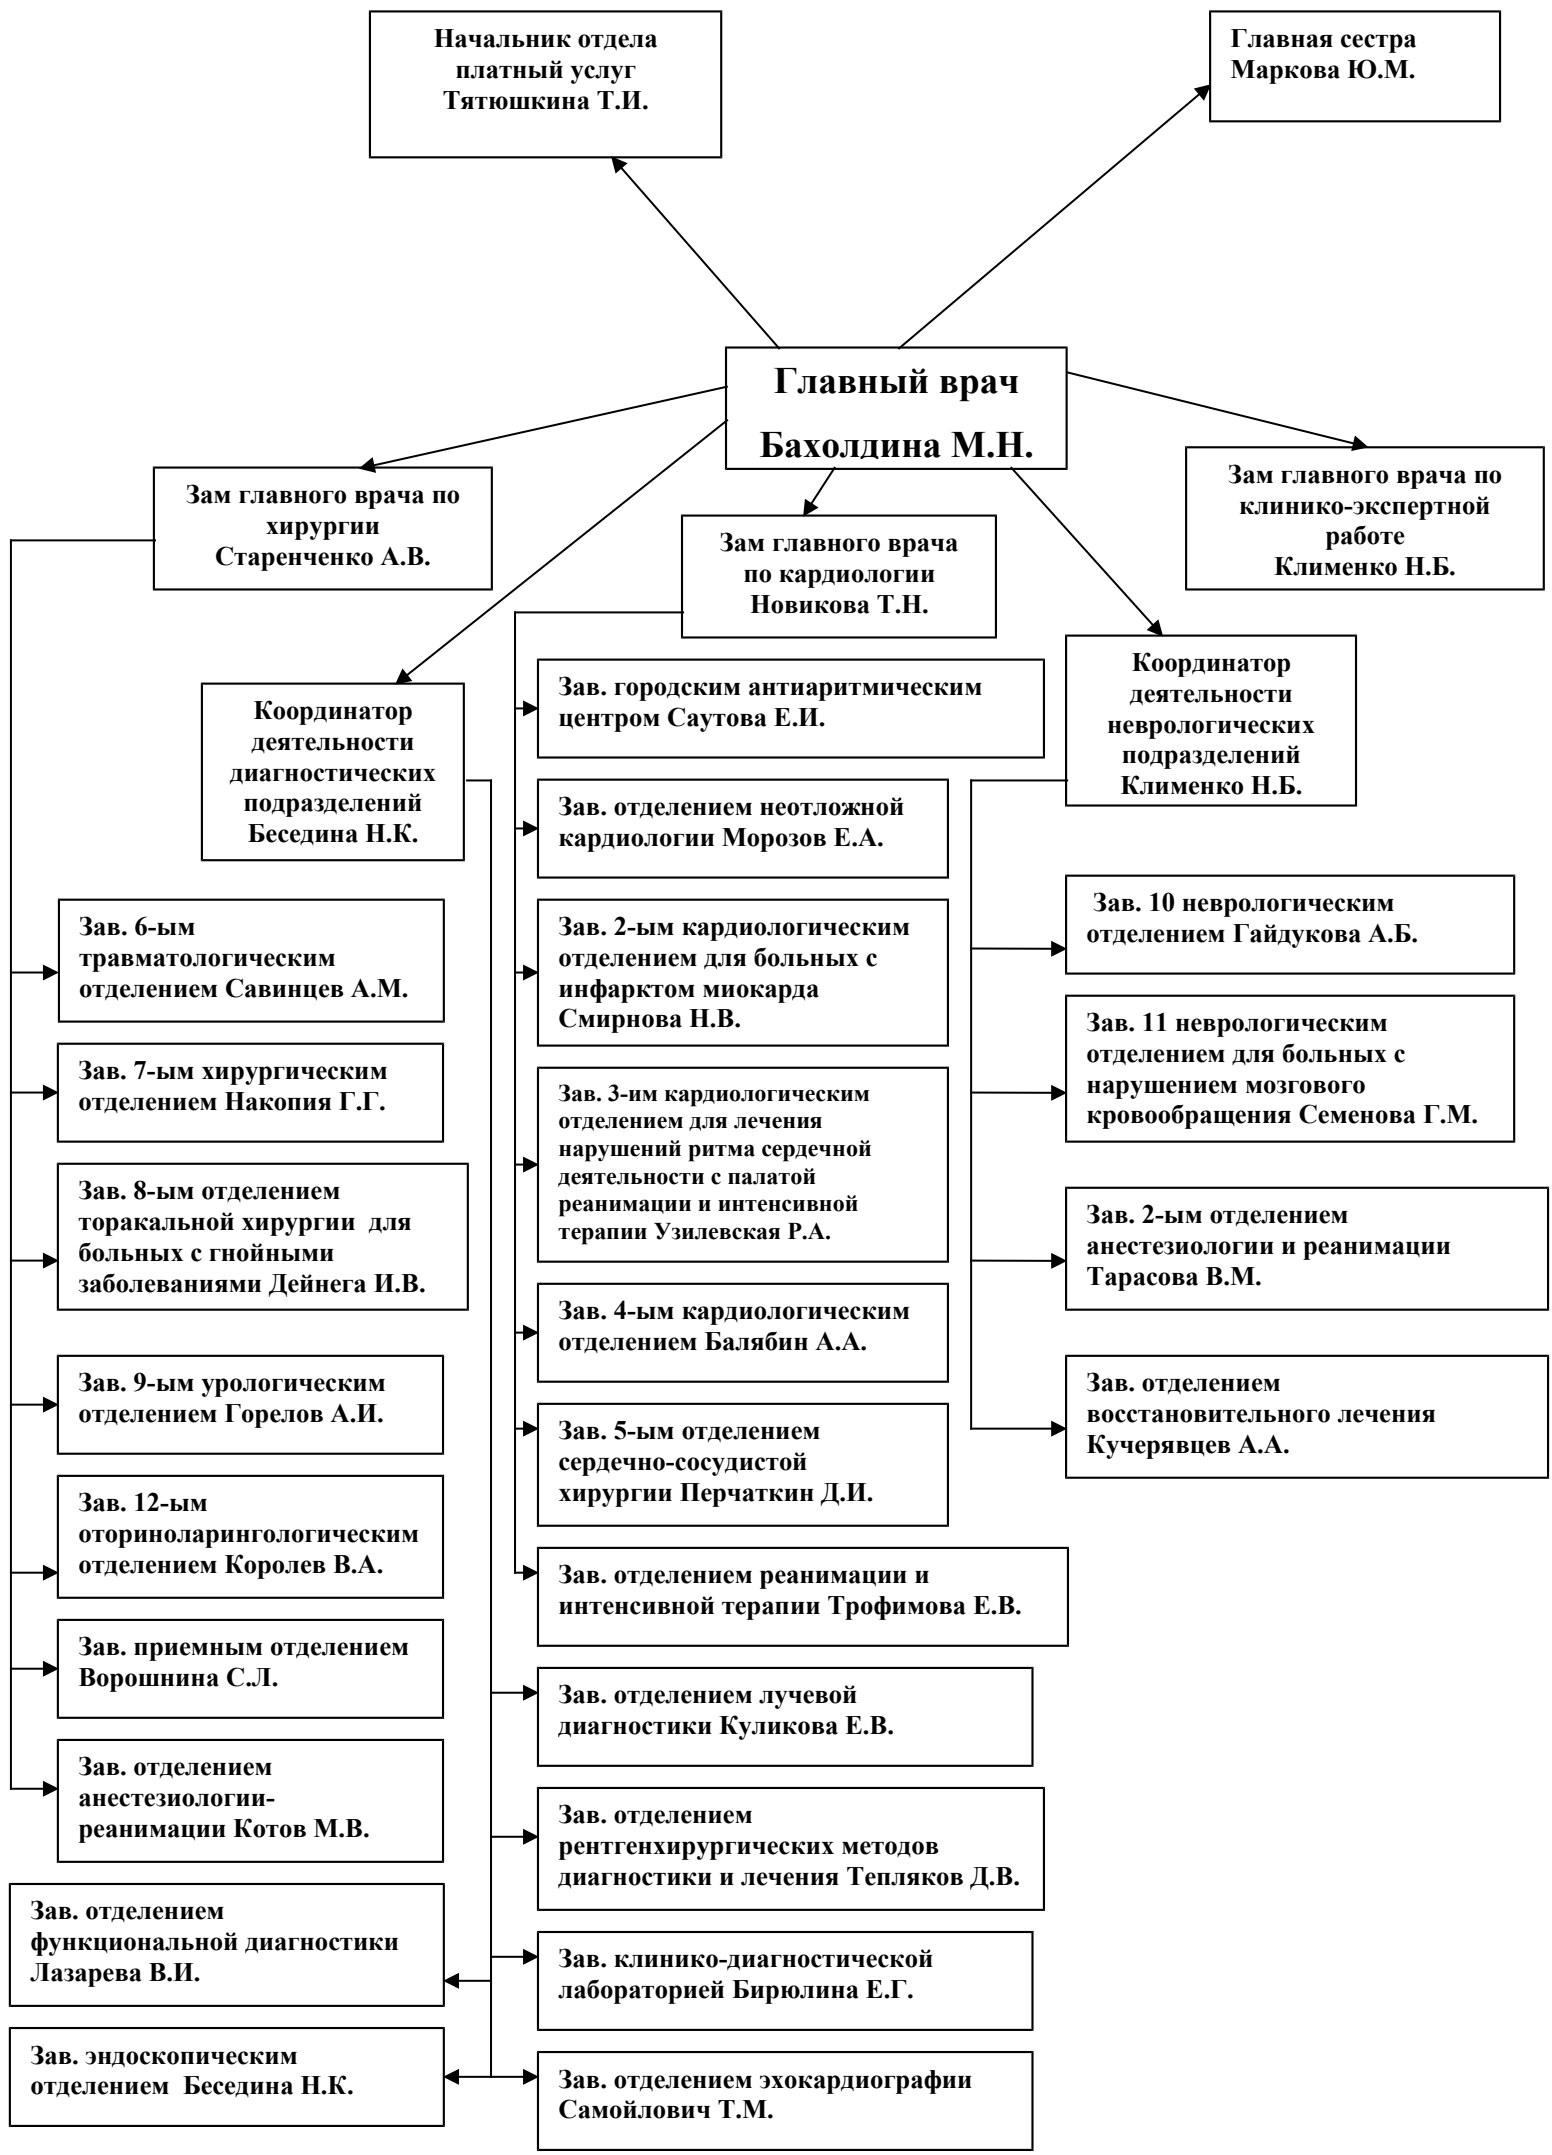 Начальник отдела
платный услуг
Тятюшкина Т.И.
Главная сестра
Маркова Ю.М.
Главный врач
Бахолдина М.Н.
Зам главного врача по
хирургии
Старенченко А.В.
Зам главного врача
по кардиологии
Новикова Т.Н.
Зам главного врача по
клинико-экспертной
работе
Клименко Н.Б.
Координатор
деятельности
диагностических
подразделений
Беседина Н.К.
Координатор
деятельности
неврологических
подразделений
Клименко Н.Б.
Зав. 6-ым
травматологическим
отделением Савинцев А.М.
Зав. 7-ым хирургическим
отделением Накопия Г.Г.
Зав. 8-ым отделением
торакальной хирургии для
больных с гнойными
заболеваниями Дейнега И.В.
Зав. 9-ым урологическим
отделением Горелов А.И.
Зав. 12-ым
оториноларингологическим
отделением Королев В.А.
Зав. приемным отделением
Ворошнина С.Л.
Зав. отделением
анестезиологии-
реанимации Котов М.В.
Зав. отделением
функциональной диагностики
Лазарева В.И.
Зав. эндоскопическим
отделением Беседина Н.К.
Зав. городским антиаритмическим
центром Саутова Е.И.
Зав. отделением неотложной
кардиологии Морозов Е.А.
Зав. 2-ым кардиологическим
отделением для больных с
инфарктом миокарда
Смирнова Н.В.
Зав. 3-им кардиологическим
отделением для лечения
нарушений ритма сердечной
деятельности с палатой
реанимации и интенсивной
терапии Узилевская Р.А.
Зав. 4-ым кардиологическим
отделением Балябин А.А.
Зав. 5-ым отделением
сердечно-сосудистой
хирургии Перчаткин Д.И.
Зав. отделением реанимации и
интенсивной терапии Трофимова Е.В.
Зав. отделением лучевой
диагностики Куликова Е.В.
Зав. отделением
рентгенхирургических методов
диагностики и лечения Тепляков Д.В.
Зав. клинико-диагностической
лабораторией Бирюлина Е.Г.
Зав. отделением эхокардиографии
Самойлович Т.М.
Зав. 10 неврологическим
отделением Гайдукова А.Б.
Зав. 11 неврологическим
отделением для больных с
нарушением мозгового
кровообращения Семенова Г.М.
Зав. 2-ым отделением
анестезиологии и реанимации
Тарасова В.М.
Зав. отделением
восстановительного лечения
Кучерявцев А.А.